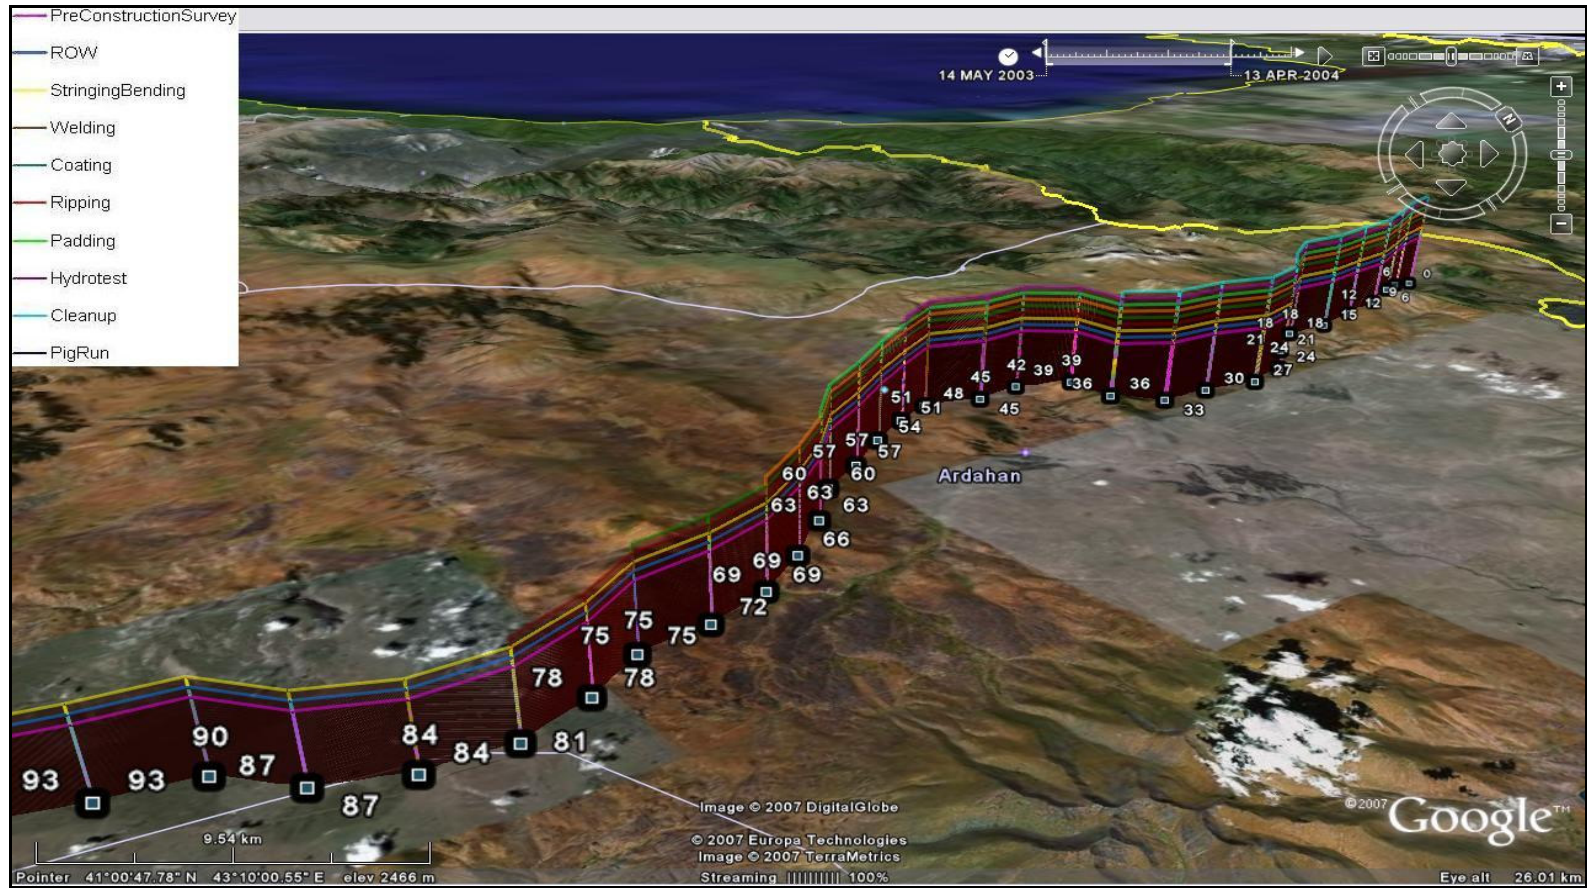 PreConstructionSurvey
ROW
StringingBending
Welding
Coating
Ripping
Padding
Hydrotest
Cleanup
PigRun
14 MAY 2003
13 APR 2004
N
0
6
9
6
12
12
15
18
18
18
21
21
24
24
27
30
33
36
36
39
39
42
45
45
48
51
51
54
57
57
57
60
60
63
63
63
66
69
69
69
72
75
75
75
78
78
81
84
84
87
87
90
93
93
Ardahan
9.54 km
Image © 2007 DigitalGlobe
© 2007 Europa Technologies
Image © 2007 TerraMetrics
©2007 Google™
Pointer 41°00'47.78" N 43°10'00.55" E elev 2466 m
Streaming |||||||||| 100%
Eye alt 26.01 km